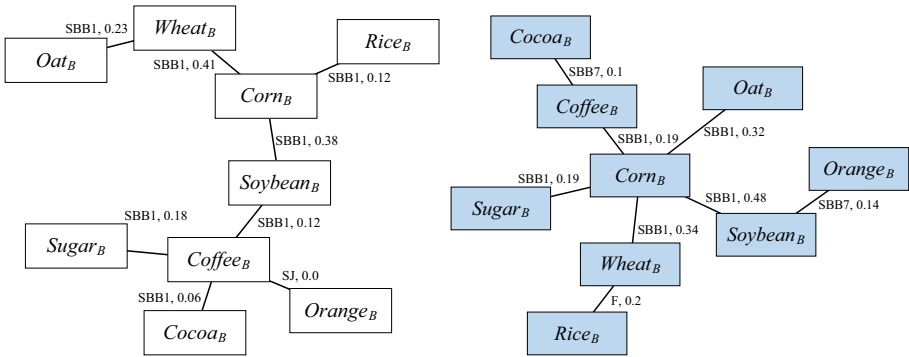 SBB1, 0.23
Wheat_B
Rice_B
Oat_B
SBB1, 0.41
SBB1, 0.12
Corn_B
SBB1, 0.38
Soybean_B
SBB1, 0.18
SBB1, 0.12
Sugar_B
Coffee_B
SJ, 0.0
SBB1, 0.06
Orange_B
Cocoa_B
Cocoa_B
SBB7, 0.1
Oat_B
Coffee_B
SBB1, 0.19
SBB1, 0.32
SBB1, 0.19
Corn_B
Orange_B
SBB1, 0.48
SBB7, 0.14
Sugar_B
SBB1, 0.34
Soybean_B
Wheat_B
F, 0.2
Rice_B